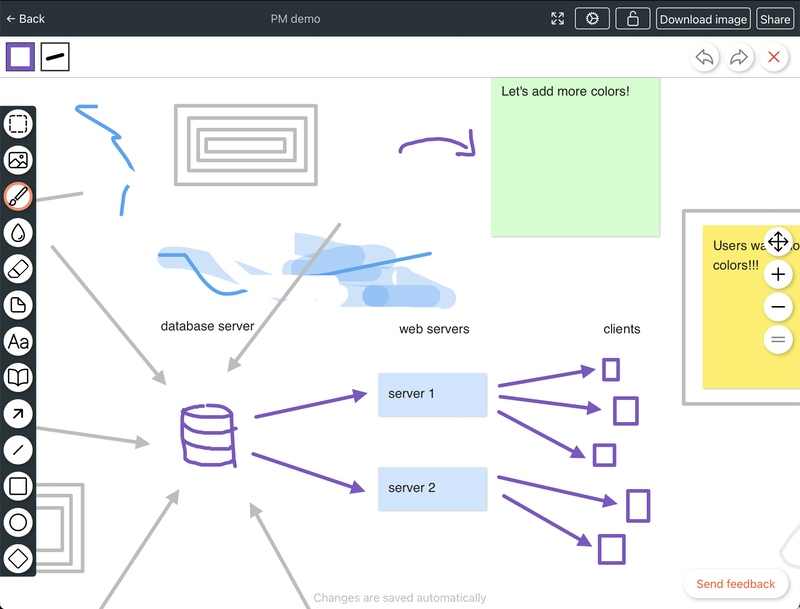 ← Back
PM demo
Download image
Share
Let's add more colors!
Users wa
colors!!!
database server
web servers
clients
server 1
server 2
Aa
Changes are saved automatically
Send feedback